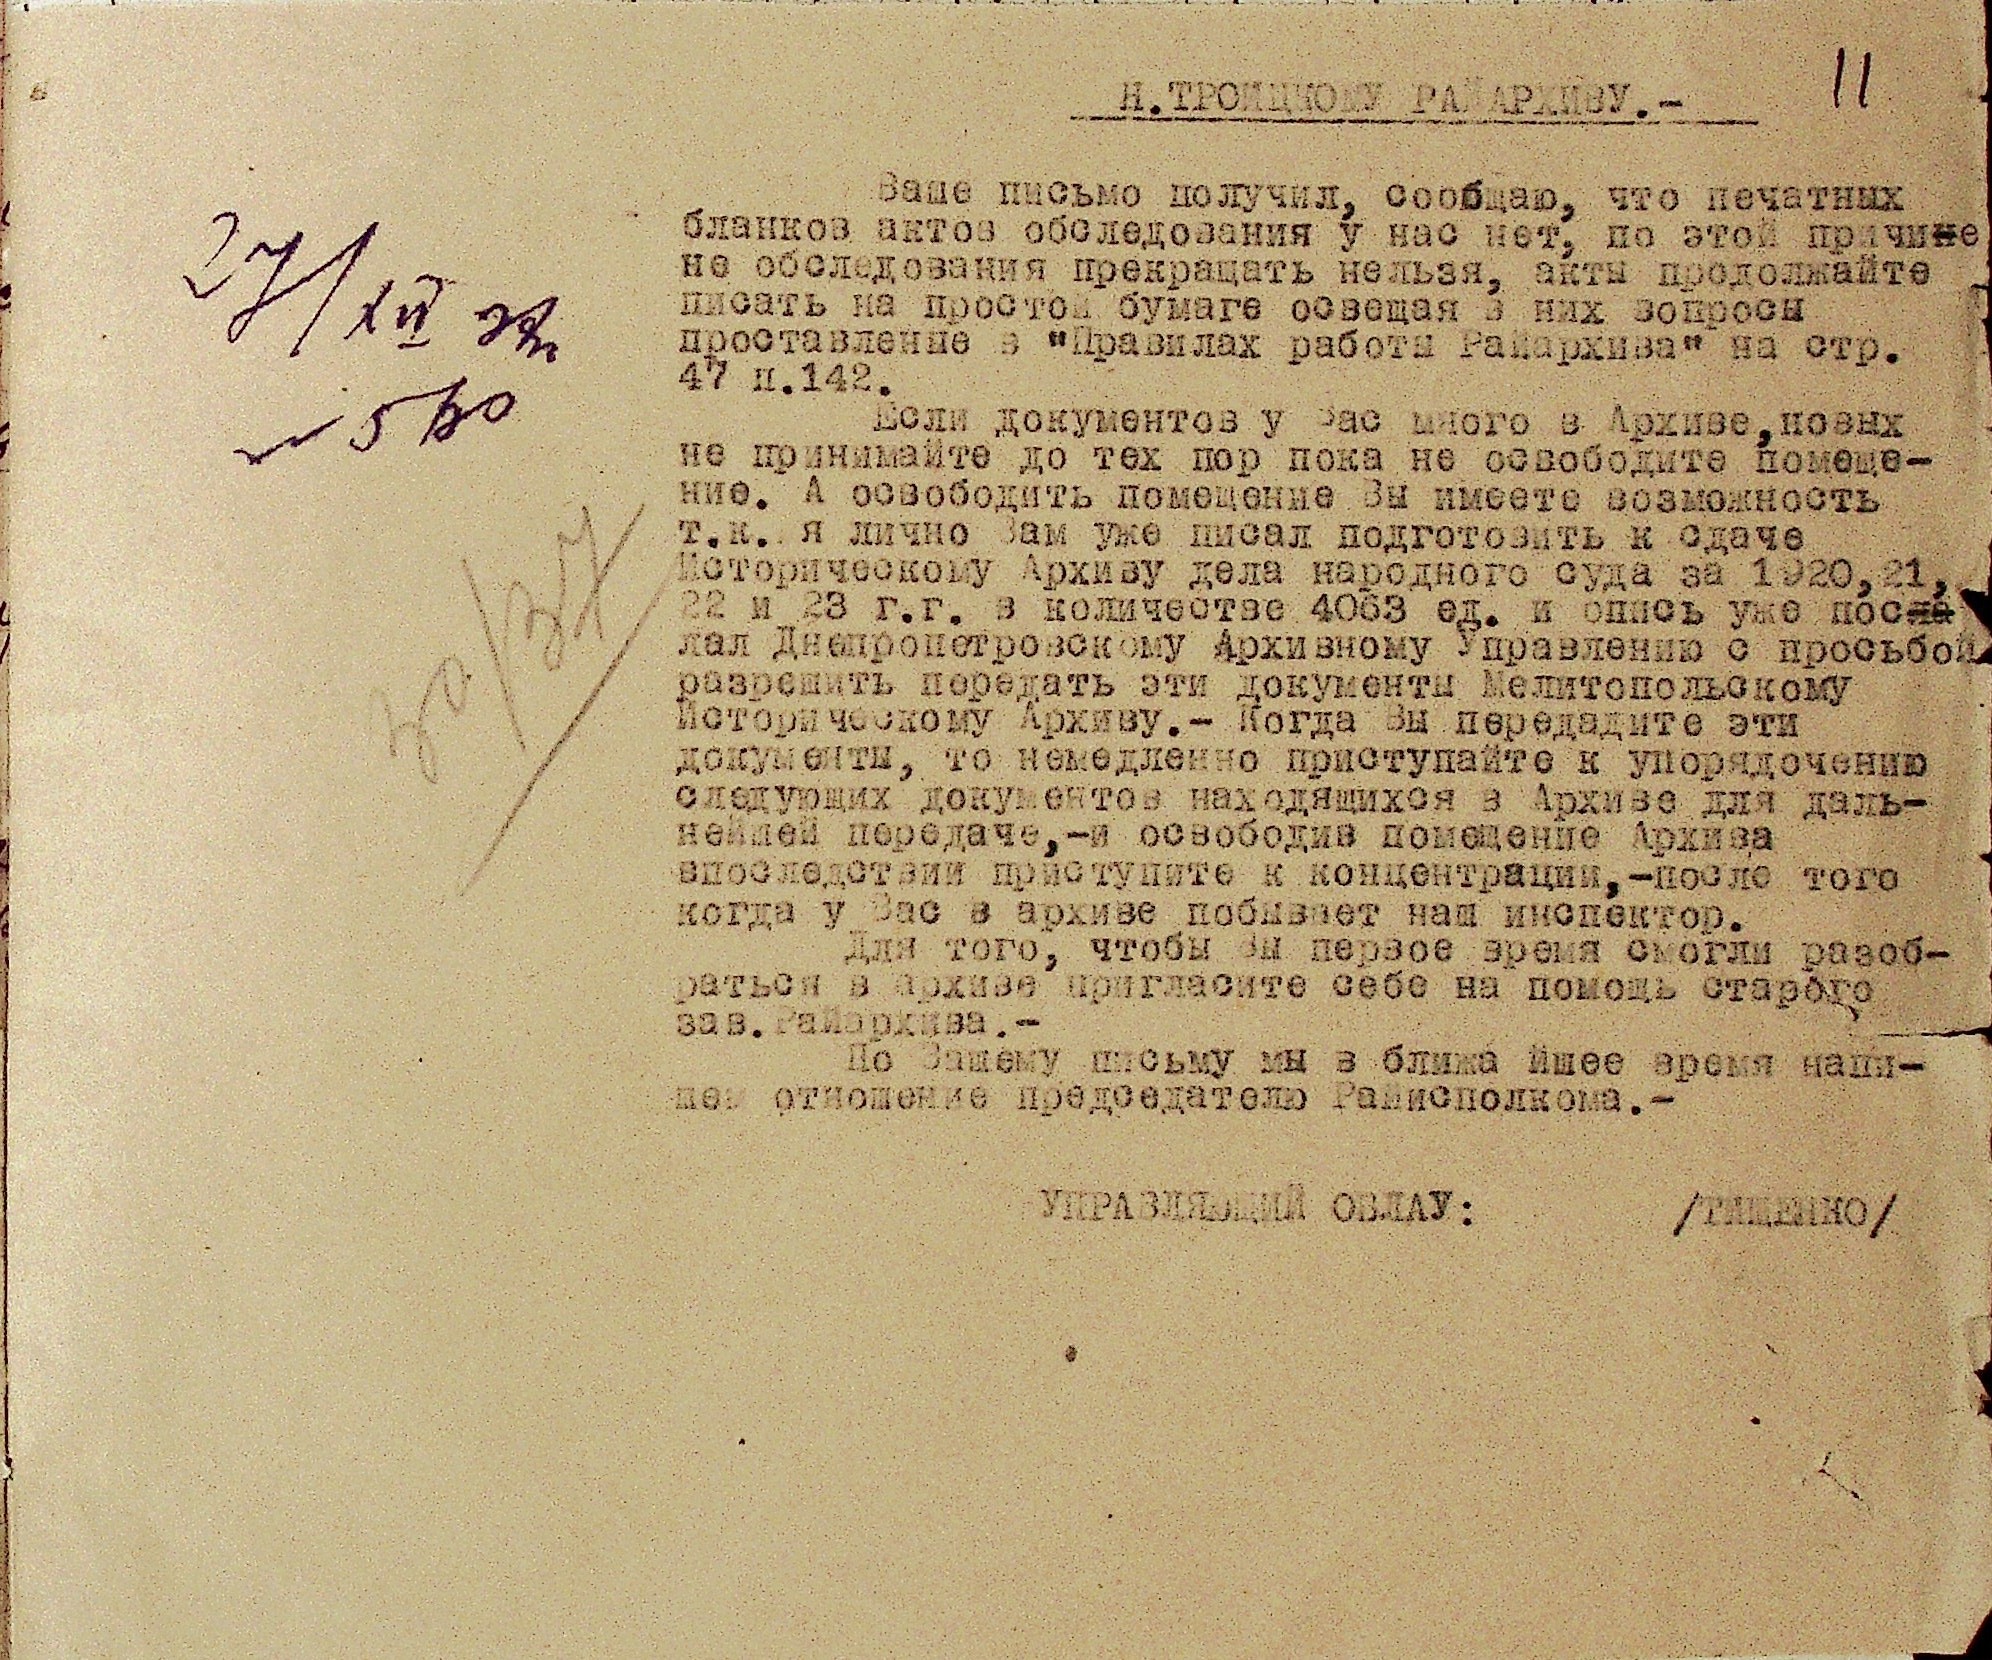 11
Н.ТРОИЦКОМУ РАЙАРХИВУ.-
27/XII
Ваше письмо получил, сообщаю, что печатных
бланков актов обследования у нас нет, по этой причине
не обследования прекращать нельзя, акты продолжайте
писать на простой бумаге освещая в них вопросы
проставление в "Правилах работы Райархива" на стр.
47 п.142.
Если документов у Вас много в Архиве,новых
не принимайте до тех пор пока не освободите помеще-
ние. А освободить помещение Вы имеете возможность
т.к. я лично Вам уже писал подготовить к сдаче
Историческому Архиву дела народного суда за 1920,21,
22 и 23 г.г. в количестве 4063 ед. и опись уже после
лал Днепропетровскому Архивному Управлению с просьбой
разрешить передать эти документы Мелитопольскому
Историческому Архиву.- Когда Вы передадите эти
документы, то немедленно приступайте к упорядочению
следующих документов находящихся в Архиве для даль-
нейшей передаче,-и освободив помещение Архива
впоследствии приступите к концентрации,-после того
когда у Вас в архиве побывает наш инспектор.
Для того, чтобы Вы первое время смогли разоб-
раться в архиве пригласите себе на помощь старого
зав.Райархива.-
По Вашему письму мы в ближа йшее время напи-
шем отношение председателю Райисполкома.-
УПРАВЛЯЮЩИЙ ОБЛАУ: /ТИЩЕНКО/